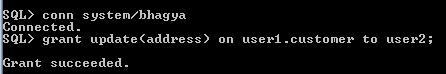 SQL> conn system/bhagya
Connected.
SQL> grant update(address) on user1.customer to user2;
Grant succeeded.